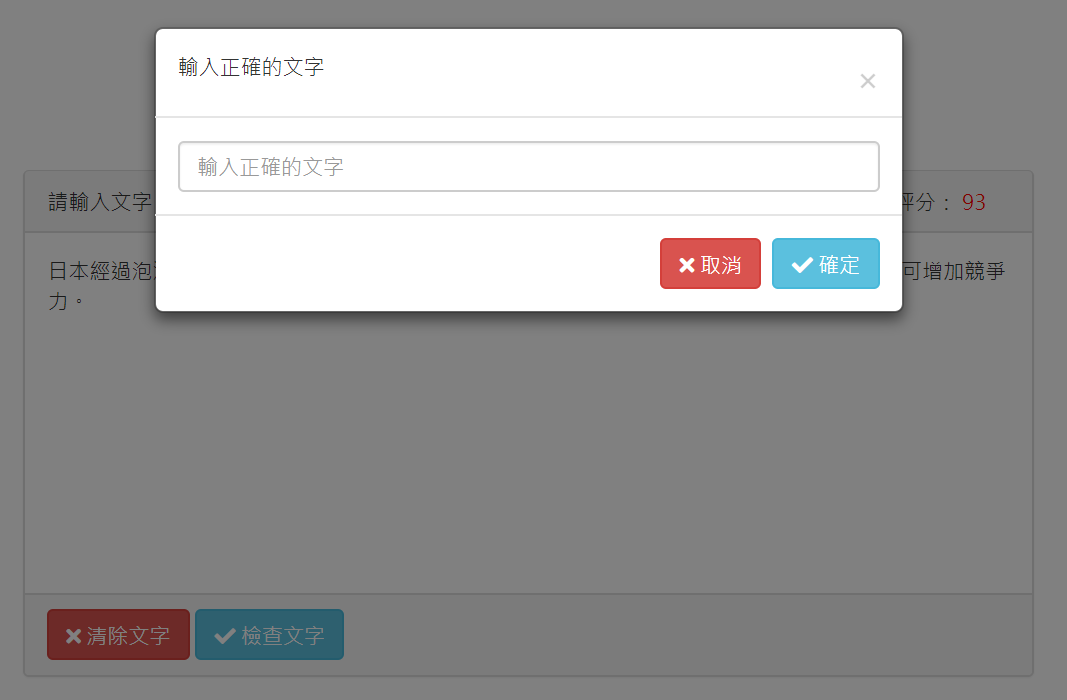 輸入正確的文字
×
輸入正確的文字
取消 確定
請輸入文字 評分： 93
日本經過泡 可增加競爭
力。
清除文字 檢查文字